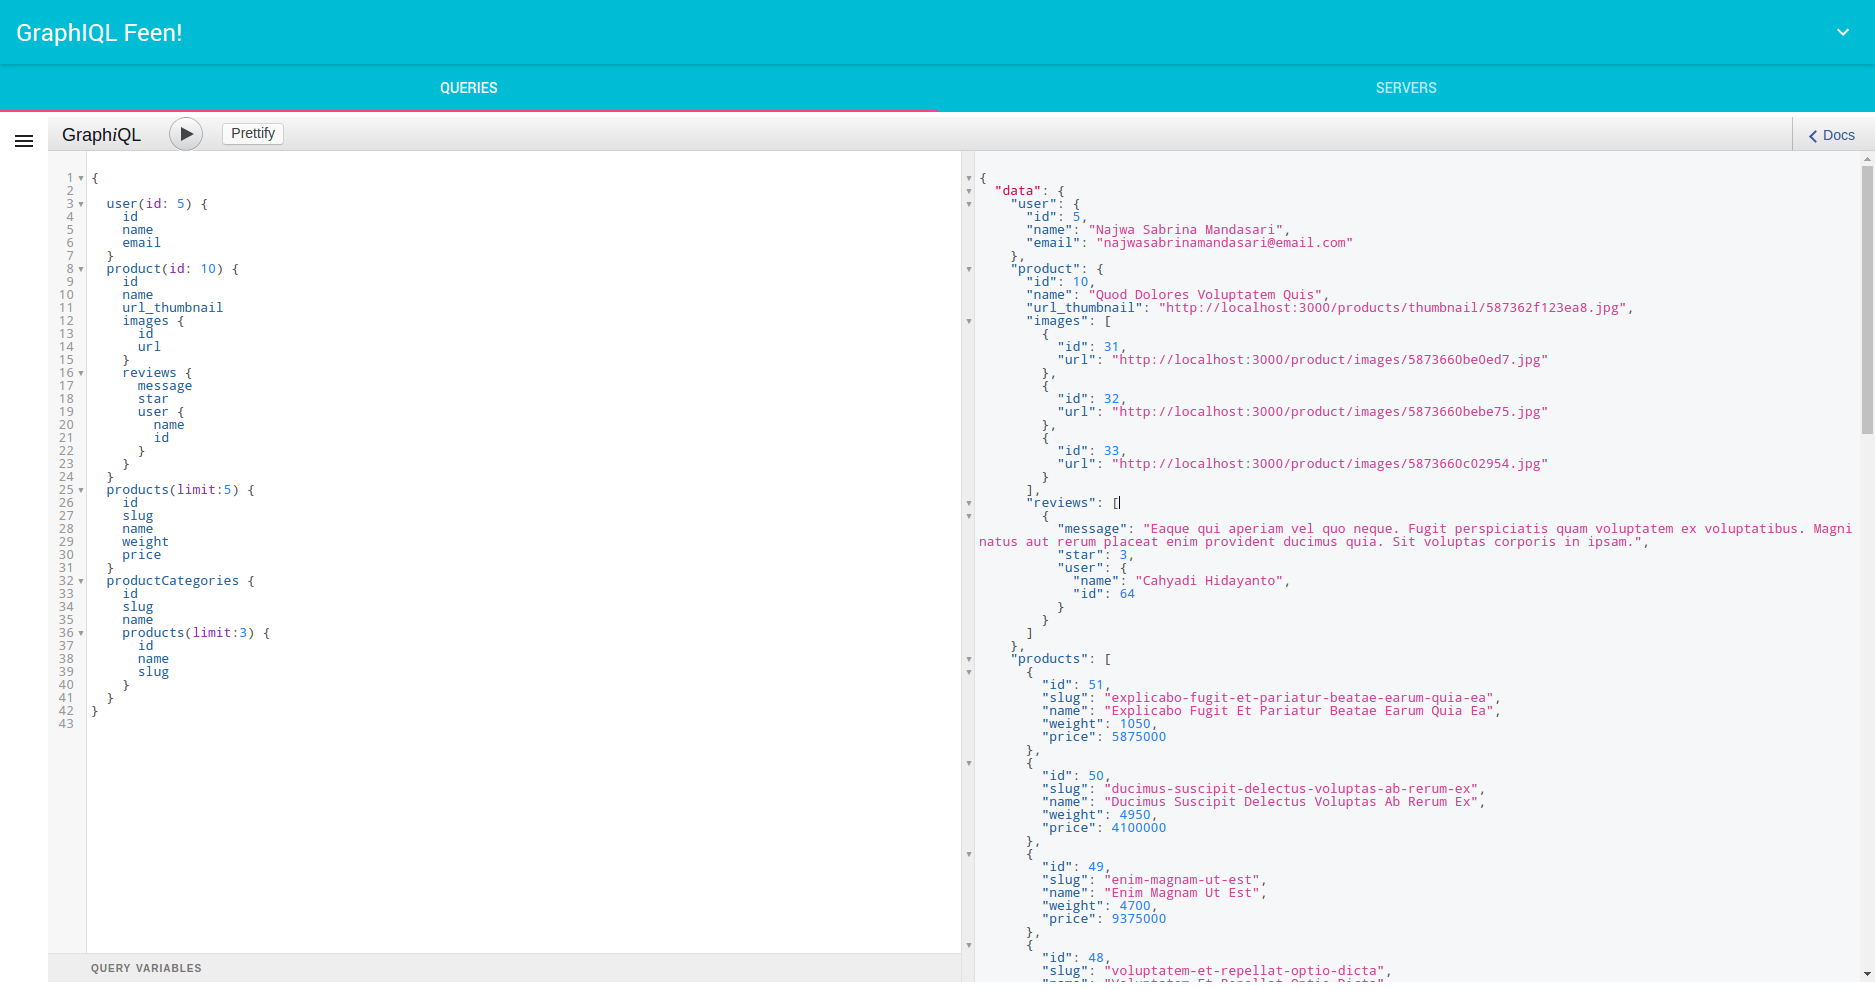 GraphIQL Feen!
QUERIES
SERVERS
GraphiQL
Prettify
Docs
1 {
2
3 user(id: 5) {
4 id
5 name
6 email
7 }
8 product(id: 10) {
9 id
10 name
11 url_thumbnail
12 images {
13 id
14 url
15 }
16 reviews {
17 message
18 star
19 user {
20 name
21 id
22 }
23 }
24 }
25 products(limit:5) {
26 id
27 slug
28 name
29 weight
30 price
31 }
32 productCategories {
33 id
34 slug
35 name
36 products(limit:3) {
37 id
38 name
39 slug
40 }
41 }
42 }
43
QUERY VARIABLES
{
"data": {
"user": {
"id": 5,
"name": "Najwa Sabrina Mandasari",
"email": "najwasabrinamandasari@email.com"
},
"product": {
"id": 10,
"name": "Quod Dolores Voluptatem Quis",
"url_thumbnail": "http://localhost:3000/products/thumbnail/587362f123ea8.jpg",
"images": [
{
"id": 31,
"url": "http://localhost:3000/product/images/5873660be0ed7.jpg"
},
{
"id": 32,
"url": "http://localhost:3000/product/images/5873660bebe75.jpg"
},
{
"id": 33,
"url": "http://localhost:3000/product/images/5873660c02954.jpg"
}
],
"reviews": [
{
"message": "Eaque qui aperiam vel quo neque. Fugit perspiciatis quam voluptatem ex voluptatibus. Magni
natus aut rerum placeat enim provident ducimus quia. Sit voluptas corporis in ipsam.",
"star": 3,
"user": {
"name": "Cahyadi Hidayanto",
"id": 64
}
}
]
},
"products": [
{
"id": 51,
"slug": "explicabo-fugit-et-pariatur-beatae-earum-quia-ea",
"name": "Explicabo Fugit Et Pariatur Beatae Earum Quia Ea",
"weight": 1050,
"price": 5875000
},
{
"id": 50,
"slug": "ducimus-suscipit-delectus-voluptas-ab-rerum-ex",
"name": "Ducimus Suscipit Delectus Voluptas Ab Rerum Ex",
"weight": 4950,
"price": 4100000
},
{
"id": 49,
"slug": "enim-magnam-ut-est",
"name": "Enim Magnam Ut Est",
"weight": 4700,
"price": 9375000
},
{
"id": 48,
"slug": "voluptatem-et-repellat-optio-dicta",
"name": "Voluptatem Et Repellat Optio Dicta",